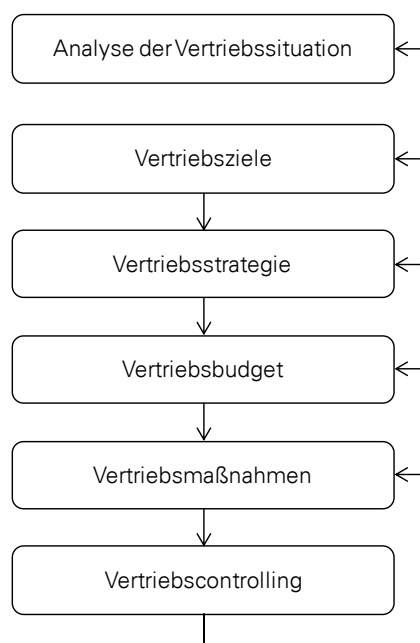 Analyse der Vertriebssituation
Vertriebsziele
Vertriebsstrategie
Vertriebsbudget
Vertriebsmaßnahmen
Vertriebscontrolling